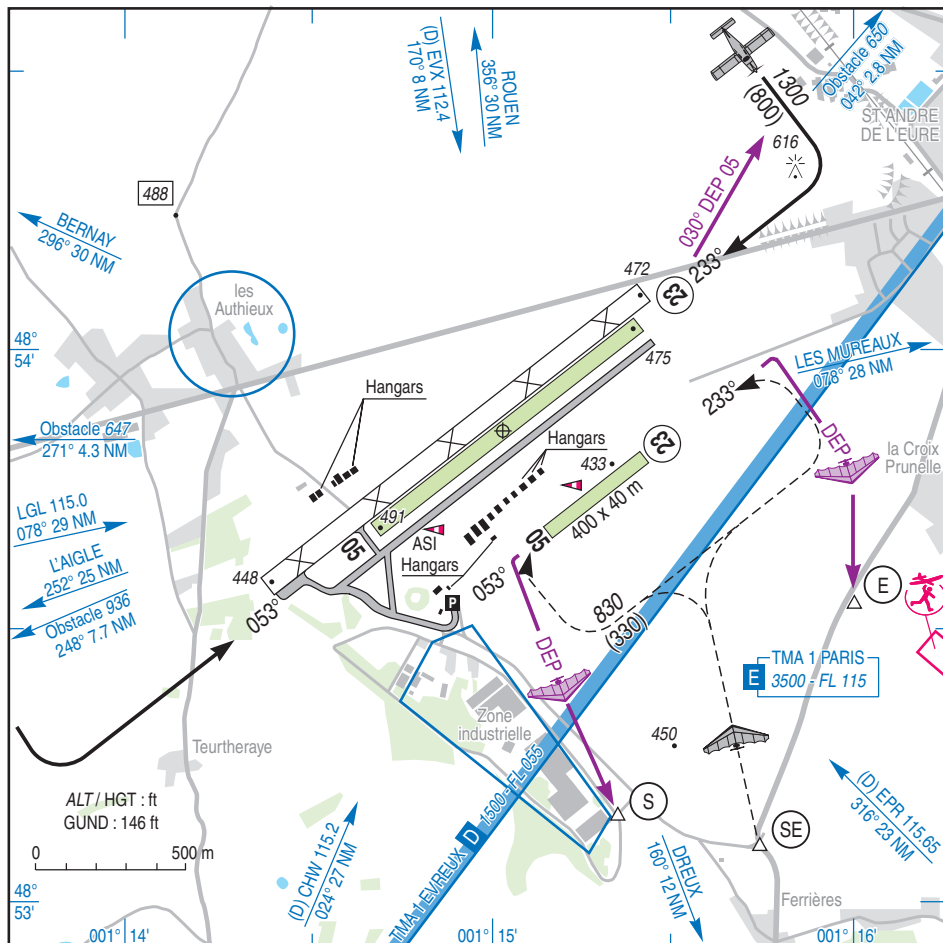 (D) EVX 112.4
170° 8 NM
ROUEN
356° 30 NM
1300
(800)
Obstacle 650
042° 2.8 NM
ST ANDRE
DE L'EURE
616
488
030° DEP 05
BERNAY
296° 30 NM
les
Authieux
472
233°
23
48°
54'
475
LES MUREAUX
078° 28 NM
Hangars
233°
Obstacle 647
271° 4.3 NM
Hangars
23
433
DEP
la Croix
Prunelle
400 x 40 m
LGL 115.0
078° 29 NM
491
ASI
05
05
L'AIGLE
252° 25 NM
Hangars
448
053°
053°
P
E
Obstacle 936
248° 7.7 NM
830
(330)
DEP
TMA 1 PARIS
E
3500 - FL 115
Zone
industrielle
Teurtheraye
450
ALT / HGT : ft
GUND : 146 ft
0
500 m
S
SE
(D) EPR 115.65
316° 23 NM
(D) CHW 115.2
024° 27 NM
TMA 1 EVREUX D 1500 - FL 055
DREUX
160° 12 NM
Ferrières
48°
53'
001° 14'
001° 15'
001° 16'